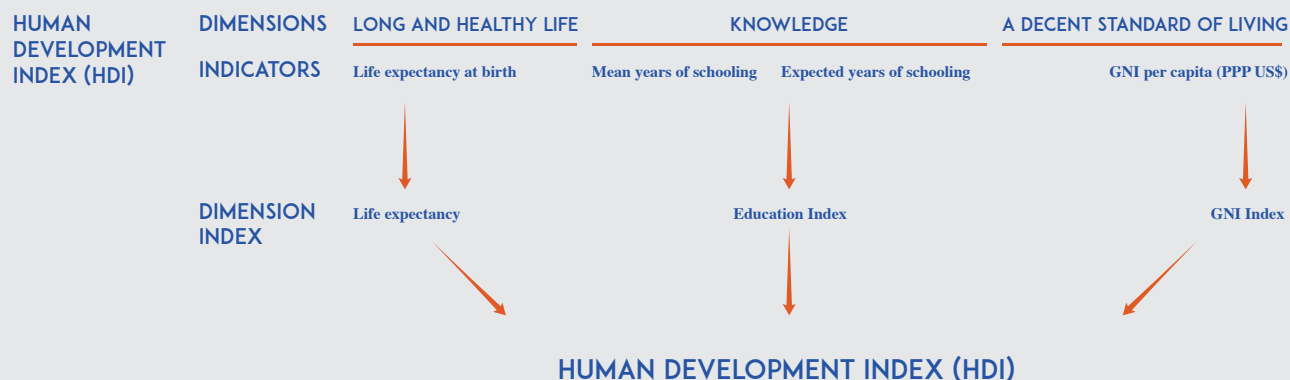 HUMAN
DEVELOPMENT
INDEX (HDI)
DIMENSIONS
LONG AND HEALTHY LIFE
KNOWLEDGE
A DECENT STANDARD OF LIVING
INDICATORS
Life expectancy at birth
Mean years of schooling
Expected years of schooling
GNI per capita (PPP US$)
DIMENSION
INDEX
Life expectancy
Education Index
GNI Index
HUMAN DEVELOPMENT INDEX (HDI)